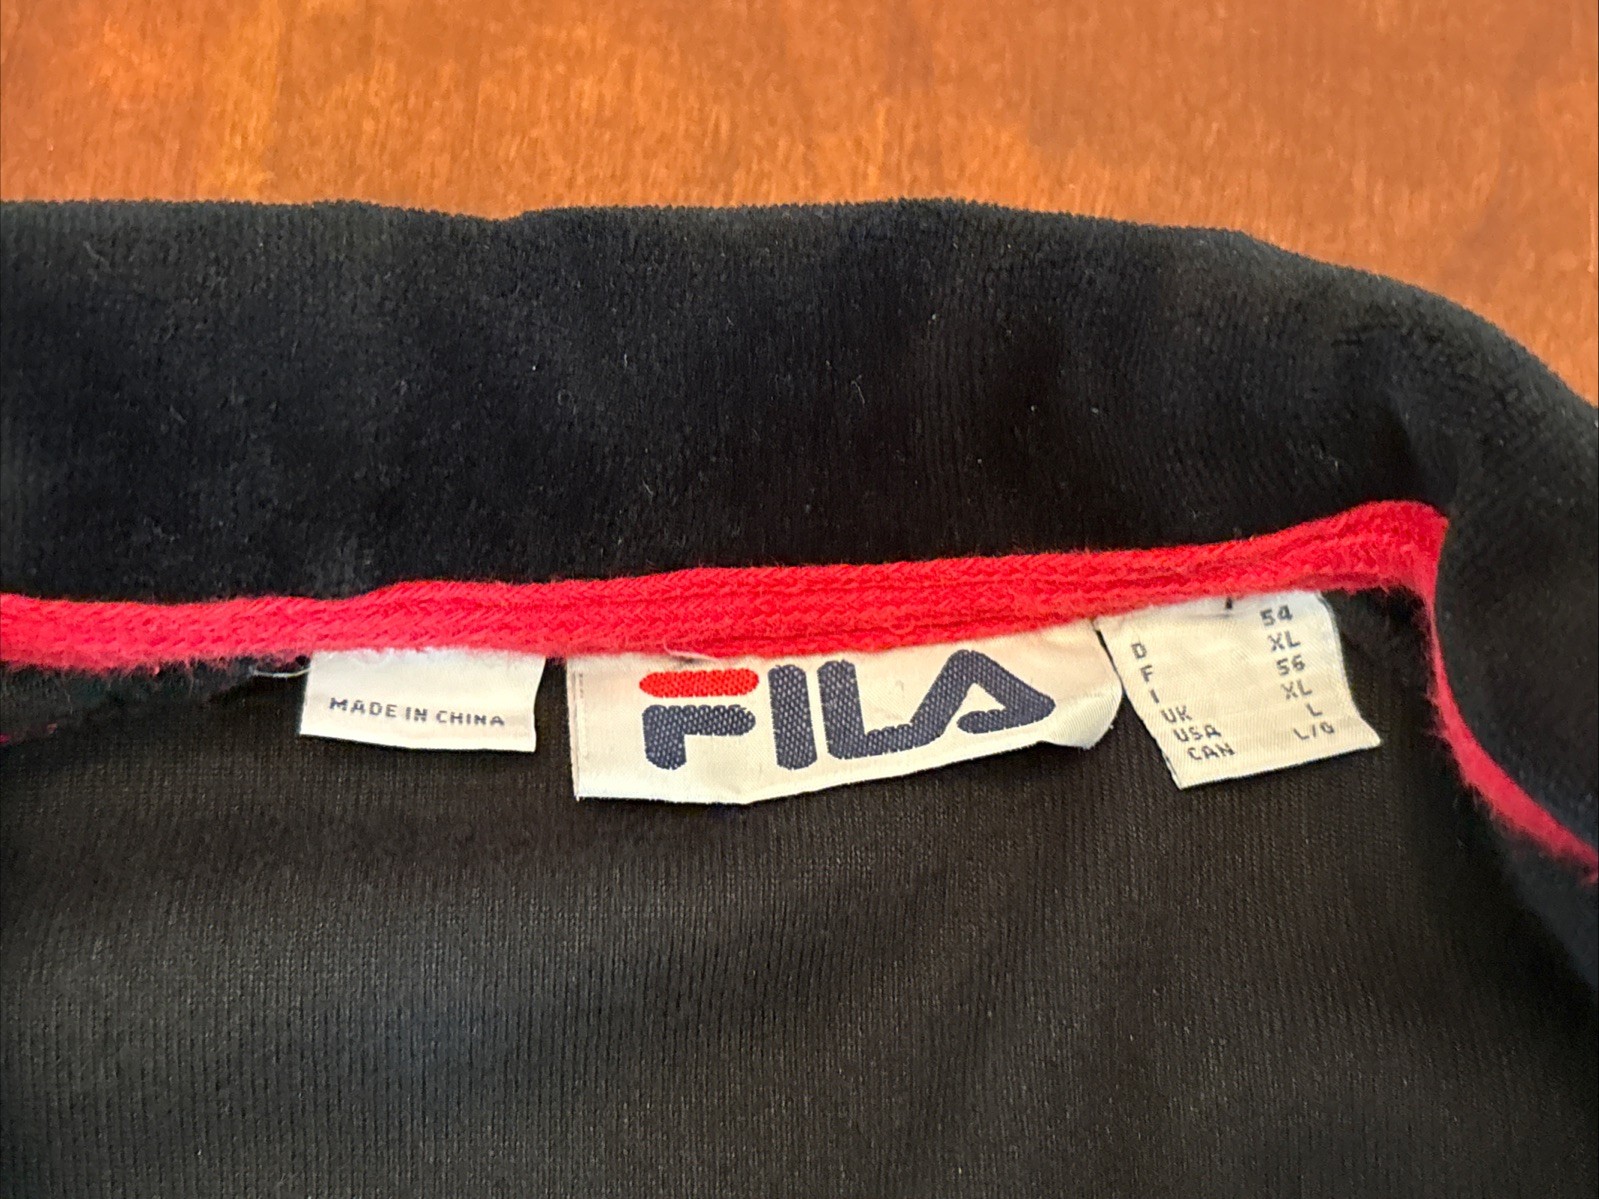 MADE IN CHINA
FILA
D 54
F XL
I 56
UK XL
USA L
CAN L/G